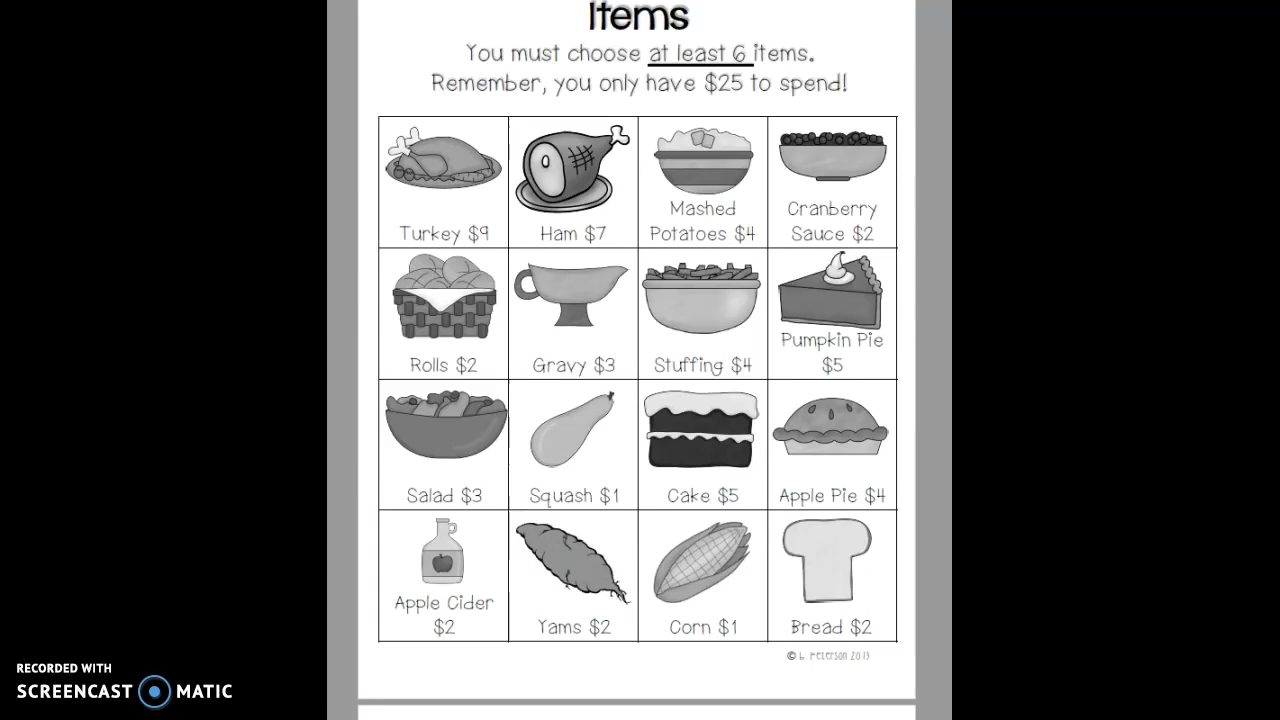 Items
You must choose at least 6 items.
Remember, you only have $25 to spend!
Turkey $9
Ham $7
Mashed
Potatoes $4
Cranberry
Sauce $2
Rolls $2
Gravy $3
Stuffing $4
Pumpkin Pie
$5
Salad $3
Squash $1
Cake $5
Apple Pie $4
Apple Cider
$2
Yams $2
Corn $1
Bread $2
© b. Peterson 2013
RECORDED WITH
SCREENCAST MATIC